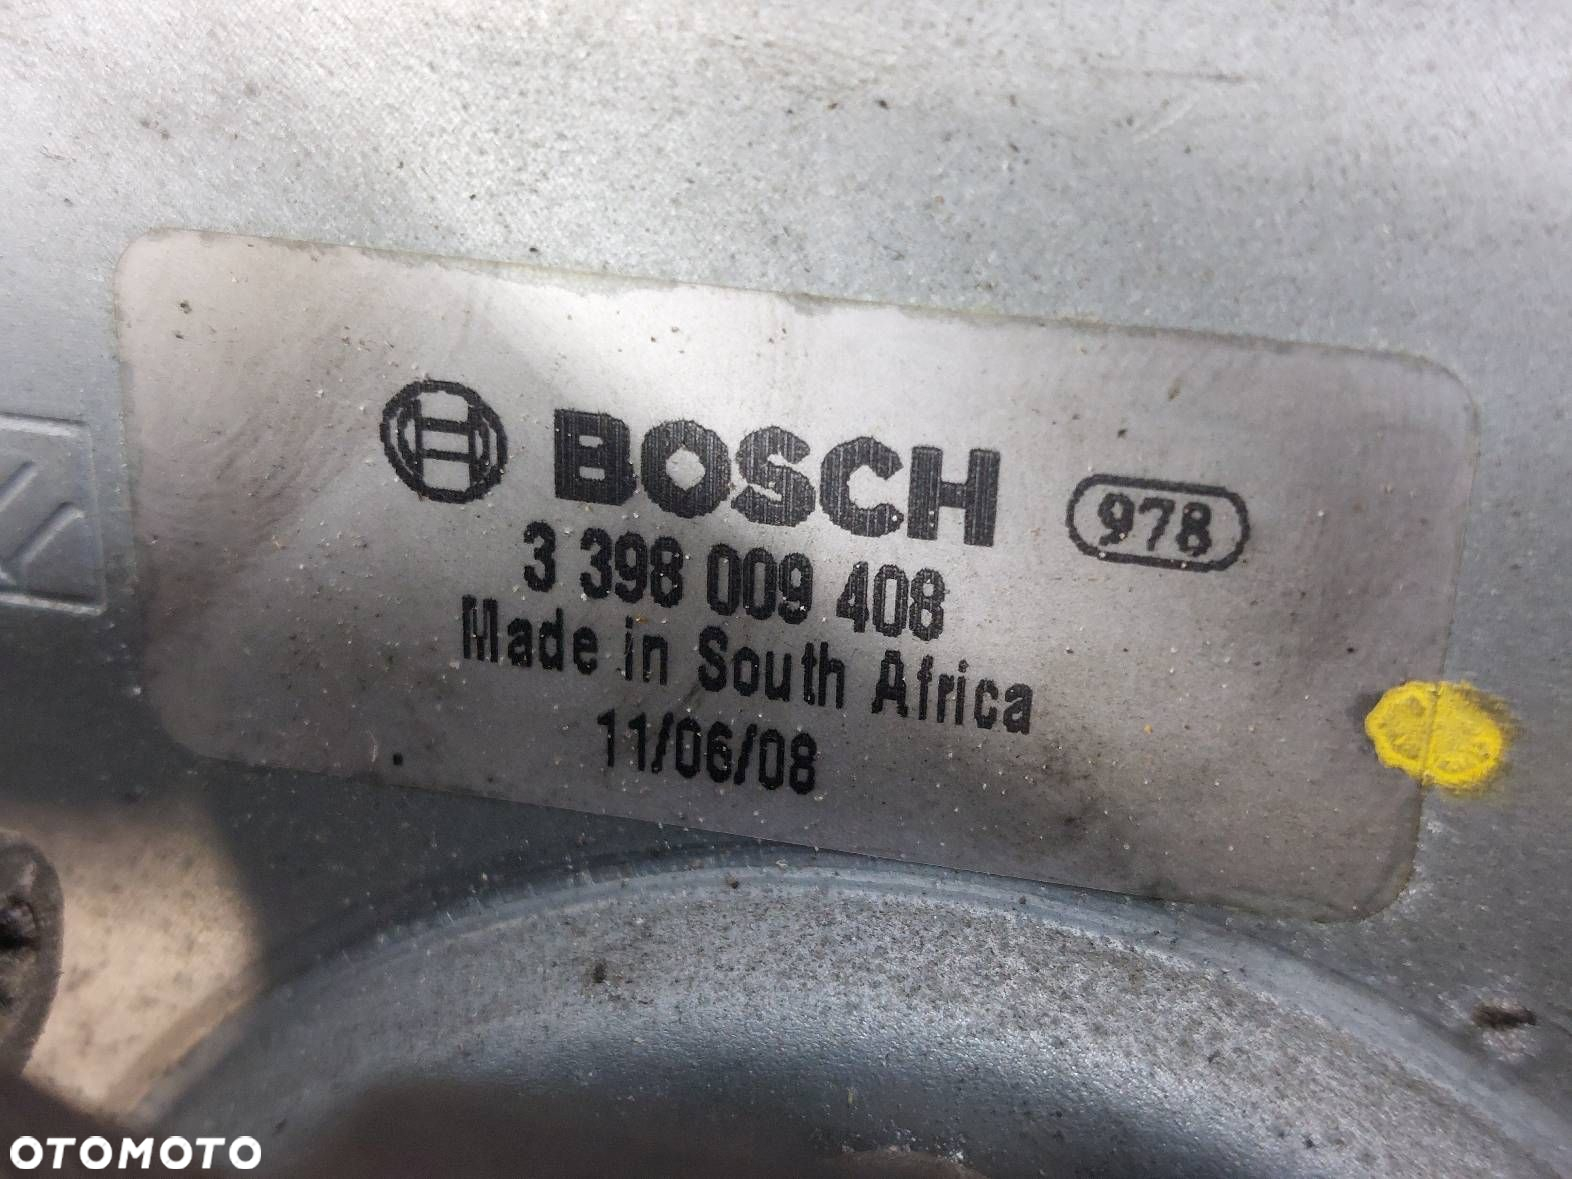 BOSCH 978
3 398 009 408
Made in South Africa
11/06/08
OTOMOTO